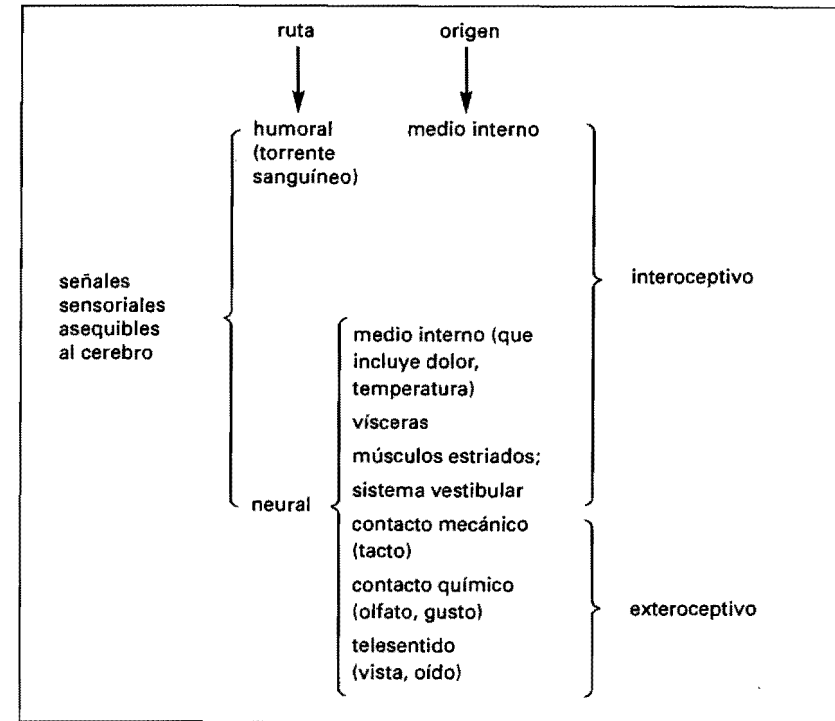 ruta
origen
humoral
(torrente
sanguíneo)
medio interno
señales
sensoriales
asequibles
al cerebro
interoceptivo
medio interno (que
incluye dolor,
temperatura)
vísceras
músculos estriados;
sistema vestibular
neural
contacto mecánico
(tacto)
contacto químico
(olfato, gusto)
telesentido
(vista, oído)
exteroceptivo